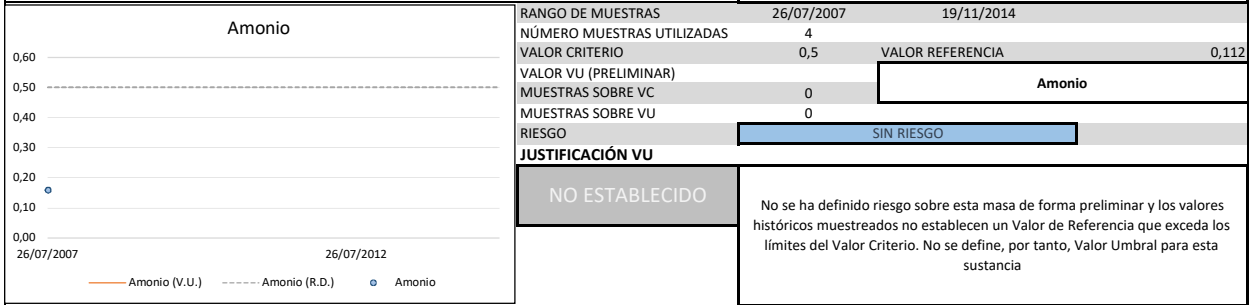 Amonio
0,60
0,50
0,40
0,30
0,20
0,10
0,00
26/07/2007 26/07/2012
Amonio (V.U.) Amonio (R.D.) Amonio
RANGO DE MUESTRAS 26/07/2007 19/11/2014
NÚMERO MUESTRAS UTILIZADAS 4
VALOR CRITERIO 0,5 VALOR REFERENCIA 0,112
VALOR VU (PRELIMINAR)
Amonio
MUESTRAS SOBRE VC 0
MUESTRAS SOBRE VU 0
RIESGO SIN RIESGO
JUSTIFICACIÓN VU
NO ESTABLECIDO
No se ha definido riesgo sobre esta masa de forma preliminar y los valores
históricos muestreados no establecen un Valor de Referencia que exceda los
límites del Valor Criterio. No se define, por tanto, Valor Umbral para esta
sustancia